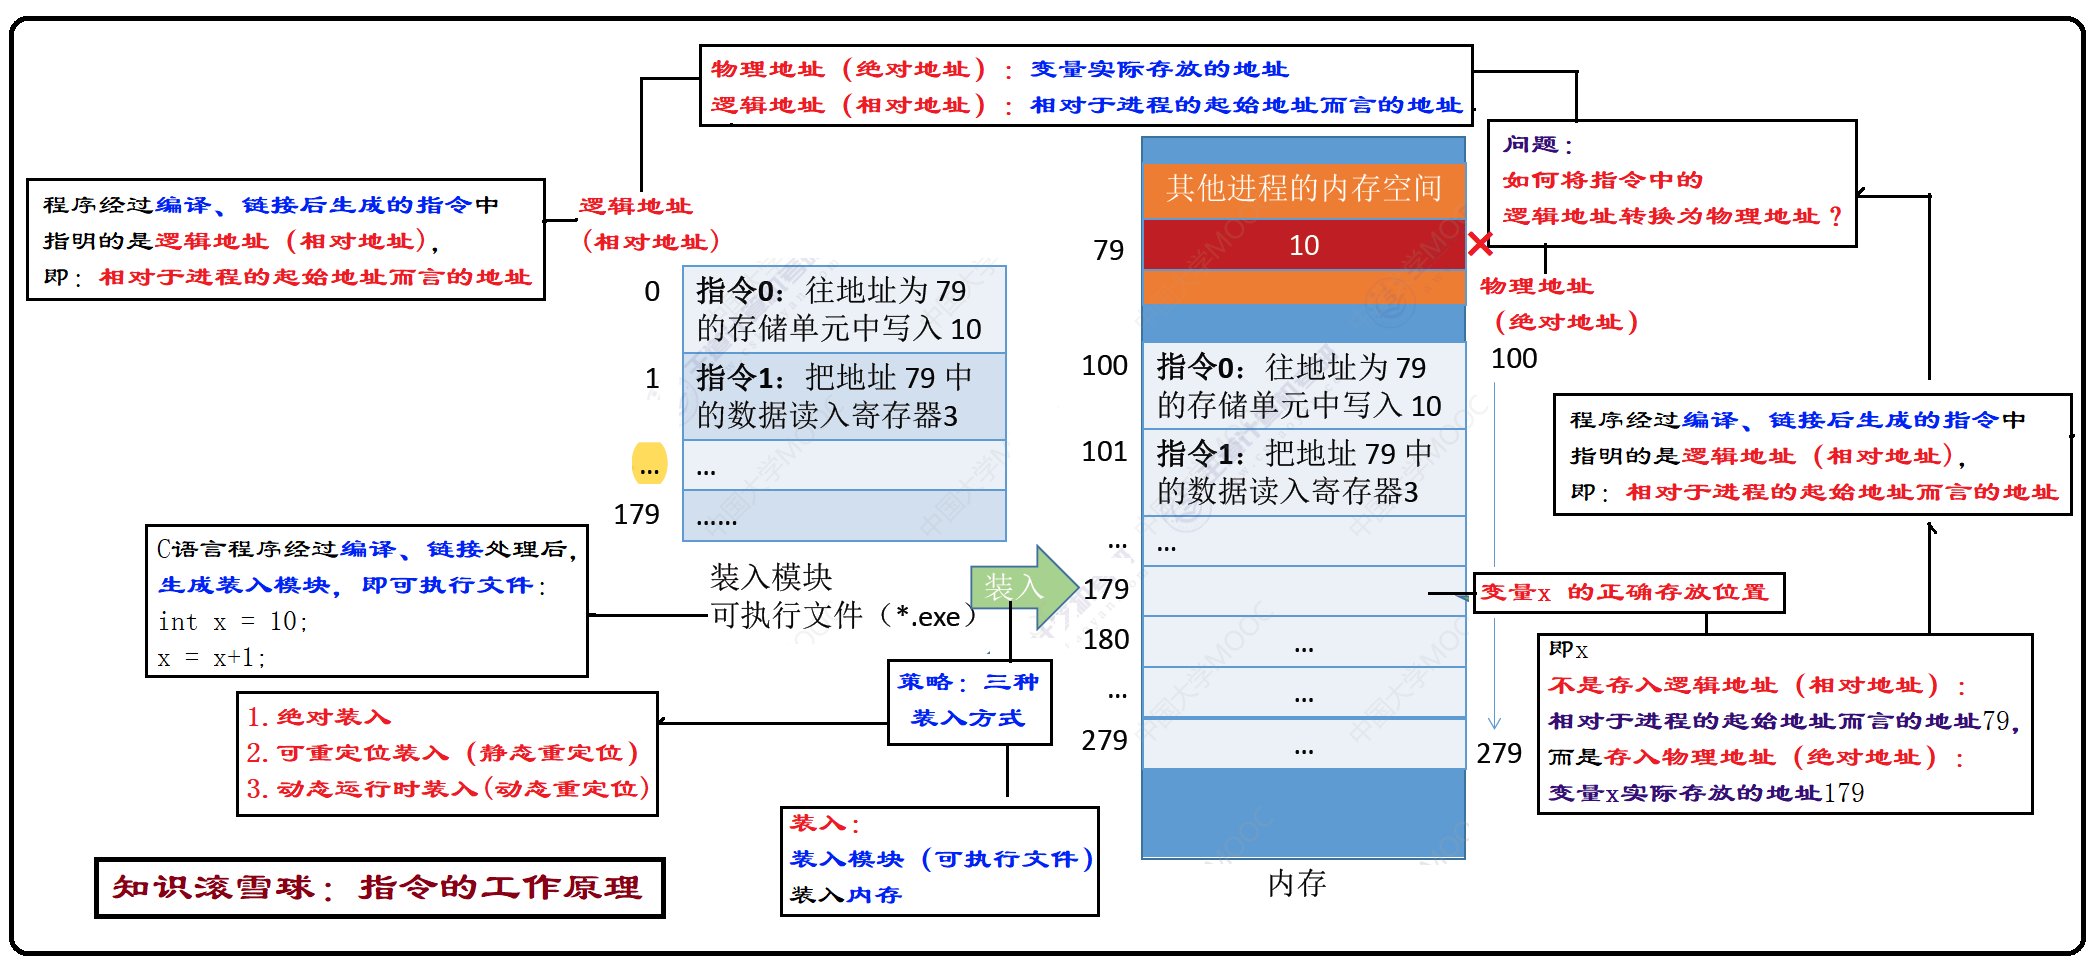 物理地址（绝对地址）：变量实际存放的地址
逻辑地址（相对地址）：相对于进程的起始地址而言的地址
程序经过编译、链接后生成的指令中
指明的是逻辑地址（相对地址），
即：相对于进程的起始地址而言的地址
逻辑地址
（相对地址）
0
指令0：往地址为 79
的存储单元中写入 10
1
指令1：把地址 79 中
的数据读入寄存器3
...
...
179
......
装入模块
可执行文件（*.exe）
C语言程序经过编译、链接处理后，
生成装入模块，即可执行文件：
int x = 10;
x = x+1;
装入
策略：三种
装入方式
1.绝对装入
2.可重定位装入（静态重定位）
3.动态运行时装入(动态重定位)
装入：
装入模块（可执行文件）
装入内存
知识滚雪球：指令的工作原理
其他进程的内存空间
79
10
100
指令0：往地址为 79
的存储单元中写入 10
101
指令1：把地址 79 中
的数据读入寄存器3
...
...
179
180
...
...
...
279
...
内存
问题：
如何将指令中的
逻辑地址转换为物理地址？
物理地址
（绝对地址）
100
279
程序经过编译、链接后生成的指令中
指明的是逻辑地址（相对地址），
即：相对于进程的起始地址而言的地址
变量x 的正确存放位置
即x
不是存入逻辑地址（相对地址）：
相对于进程的起始地址而言的地址79，
而是存入物理地址（绝对地址）：
变量x实际存放的地址179
中国大学MOOC